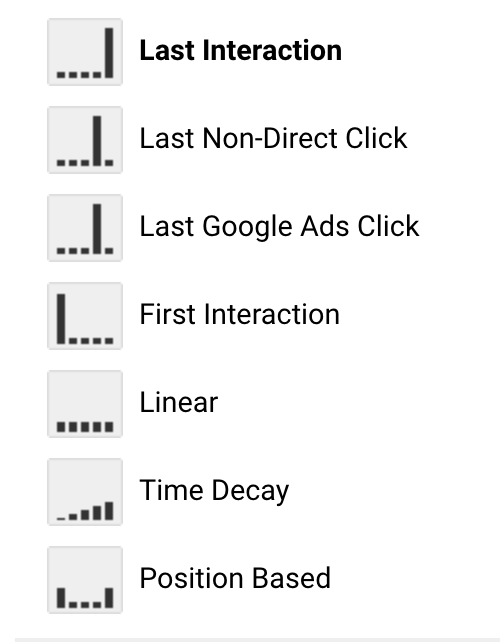 Last Interaction
Last Non-Direct Click
Last Google Ads Click
First Interaction
Linear
Time Decay
Position Based